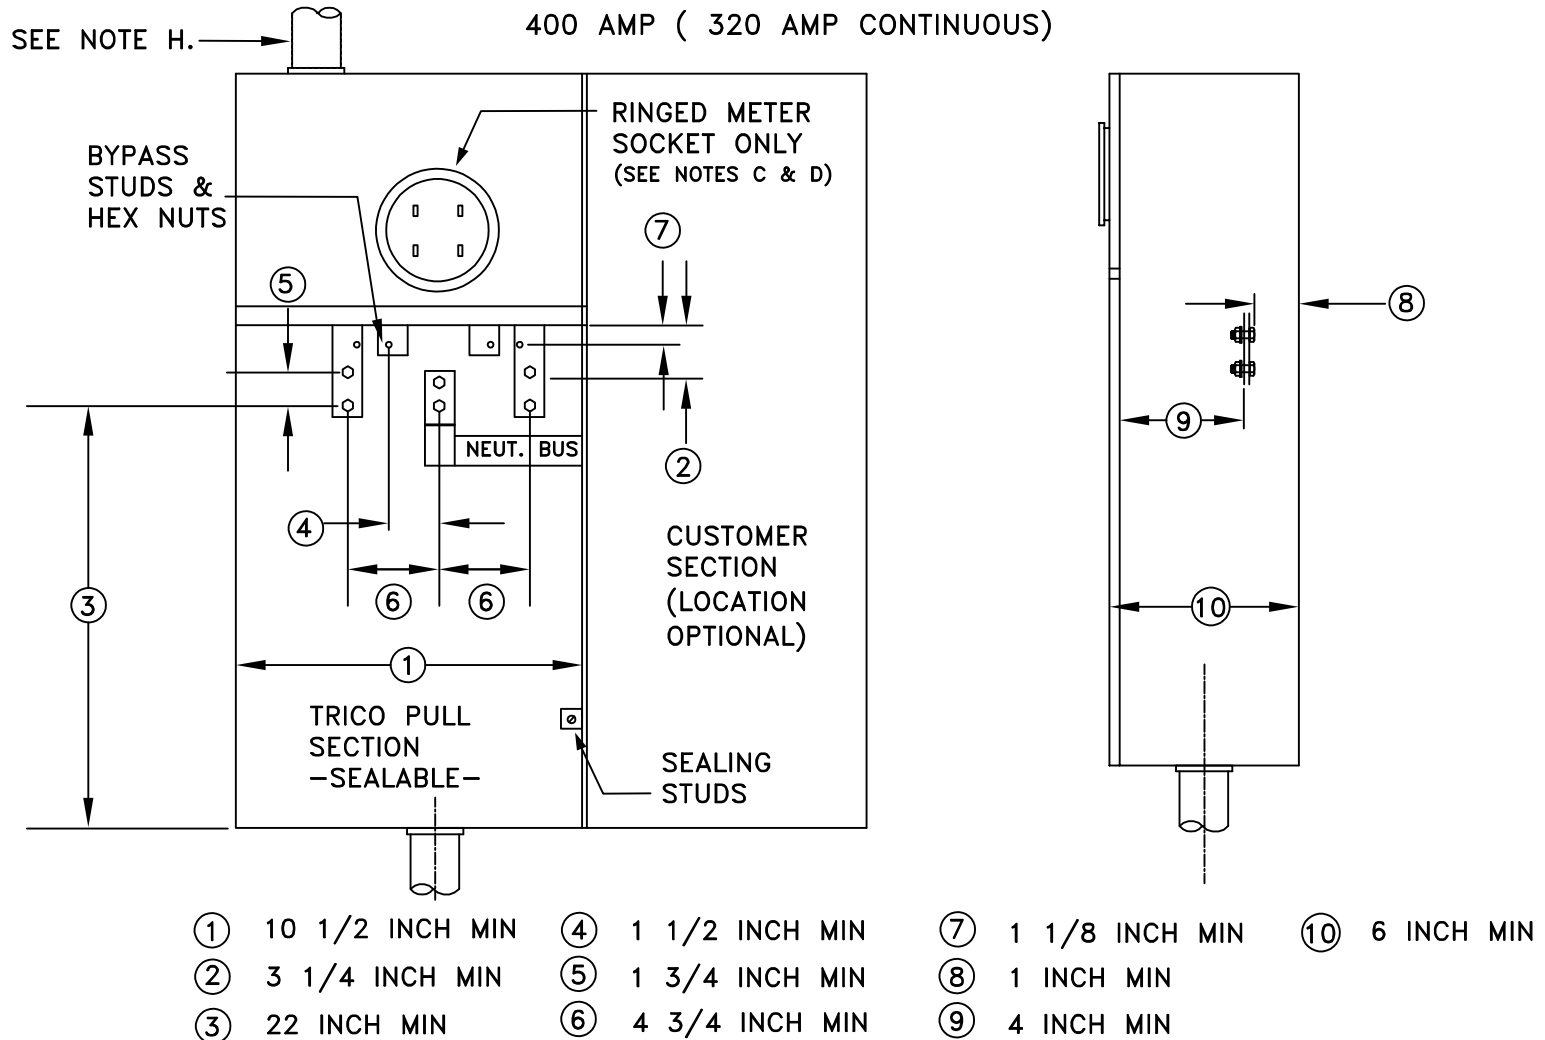 400 AMP ( 320 AMP CONTINUOUS)
SEE NOTE H.
RINGED METER
SOCKET ONLY
(SEE NOTES C & D)
BYPASS
STUDS &
HEX NUTS
7
5
8
9
NEUT. BUS
2
4
CUSTOMER
SECTION
(LOCATION
OPTIONAL)
6
6
3
10
1
TRICO PULL
SECTION
-SEALABLE-
SEALING
STUDS
1 10 1/2 INCH MIN
2 3 1/4 INCH MIN
3 22 INCH MIN
4 1 1/2 INCH MIN
5 1 3/4 INCH MIN
6 4 3/4 INCH MIN
7 1 1/8 INCH MIN
8 1 INCH MIN
9 4 INCH MIN
10 6 INCH MIN